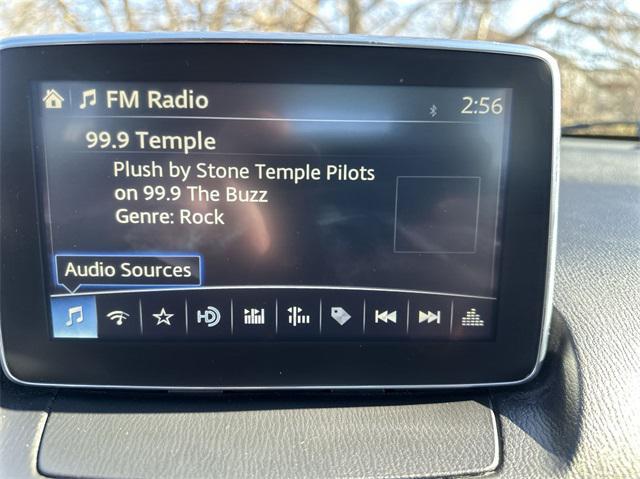 FM Radio
2:56
99.9 Temple
Plush by Stone Temple Pilots
on 99.9 The Buzz
Genre: Rock
Audio Sources
HD